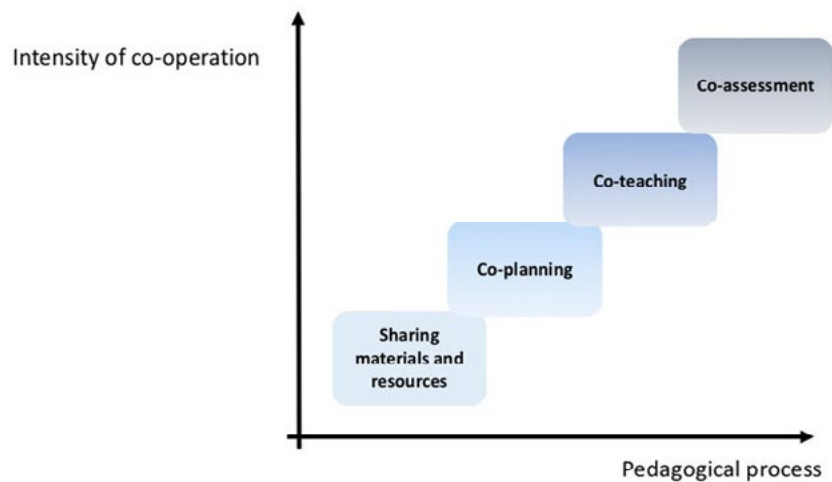 Intensity of co-operation
Co-assessment
Co-teaching
Co-planning
Sharing
materials and
resources
Pedagogical process